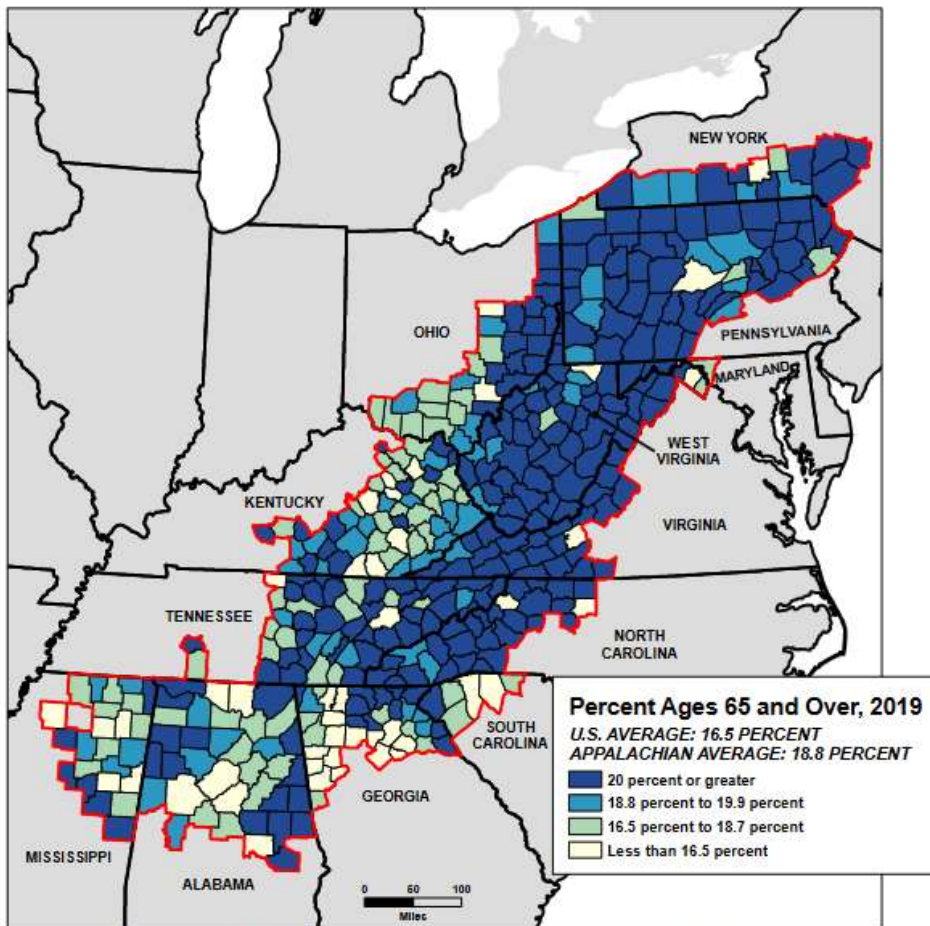 NEW YORK
OHIO
PENNSYLVANIA
MARYLAND
WEST
VIRGINIA
KENTUCKY
VIRGINIA
TENNESSEE
NORTH
CAROLINA
SOUTH
CAROLINA
GEORGIA
MISSISSIPPI
ALABAMA
Percent Ages 65 and Over, 2019
U.S. AVERAGE: 16.5 PERCENT
APPALACHIAN AVERAGE: 18.8 PERCENT
20 percent or greater
18.8 percent to 19.9 percent
16.5 percent to 18.7 percent
Less than 16.5 percent
0 50 100
Miles